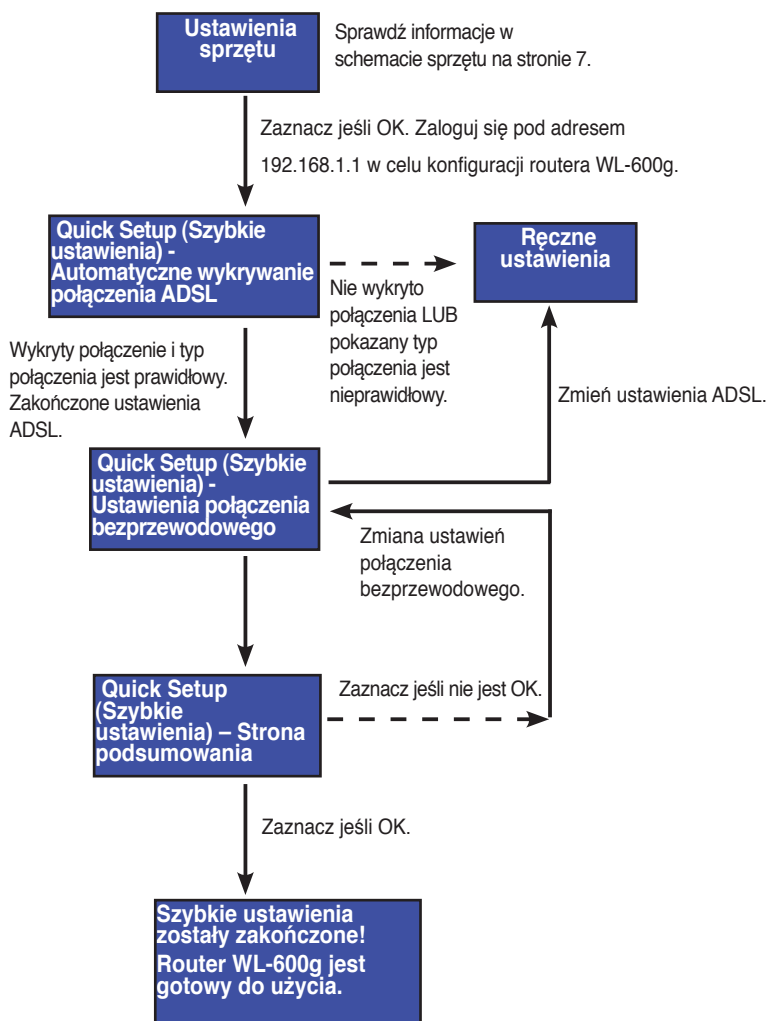 Ustawienia
sprzętu
Sprawdź informacje w
schemacie sprzętu na stronie 7.
Zaznacz jeśli OK. Zaloguj się pod adresem
192.168.1.1 w celu konfiguracji routera WL-600g.
Quick Setup (Szybkie
ustawienia) -
Automatyczne wykrywanie
połączenia ADSL
Ręczne
ustawienia
Nie wykryto
połączenia LUB
pokazany typ
połączenia jest
nieprawidłowy.
Wykryty połączenie i typ
połączenia jest prawidłowy.
Zakończone ustawienia
ADSL.
Zmień ustawienia ADSL.
Quick Setup (Szybkie
ustawienia) -
Ustawienia połączenia
bezprzewodowego
Zmiana ustawień
połączenia
bezprzewodowego.
Quick Setup
(Szybkie
ustawienia) – Strona
podsumowania
Zaznacz jeśli nie jest OK.
Zaznacz jeśli OK.
Szybkie ustawienia
zostały zakończone!
Router WL-600g jest
gotowy do użycia.